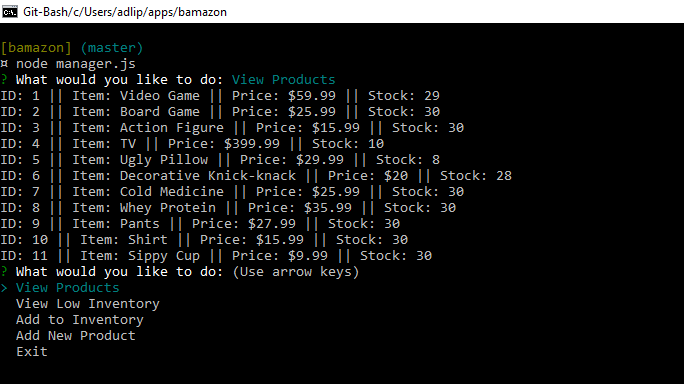 Git-Bash/c/Users/adlip/apps/bamazon
[bamazon] (master)
¤ node manager.js
? What would you like to do: View Products
ID: 1 || Item: Video Game || Price: $59.99 || Stock: 29
ID: 2 || Item: Board Game || Price: $25.99 || Stock: 30
ID: 3 || Item: Action Figure || Price: $15.99 || Stock: 30
ID: 4 || Item: TV || Price: $399.99 || Stock: 10
ID: 5 || Item: Ugly Pillow || Price: $29.99 || Stock: 8
ID: 6 || Item: Decorative Knick-knack || Price: $20 || Stock: 28
ID: 7 || Item: Cold Medicine || Price: $25.99 || Stock: 30
ID: 8 || Item: Whey Protein || Price: $35.99 || Stock: 30
ID: 9 || Item: Pants || Price: $27.99 || Stock: 30
ID: 10 || Item: Shirt || Price: $15.99 || Stock: 30
ID: 11 || Item: Sippy Cup || Price: $9.99 || Stock: 30
? What would you like to do: (Use arrow keys)
> View Products
View Low Inventory
Add to Inventory
Add New Product
Exit